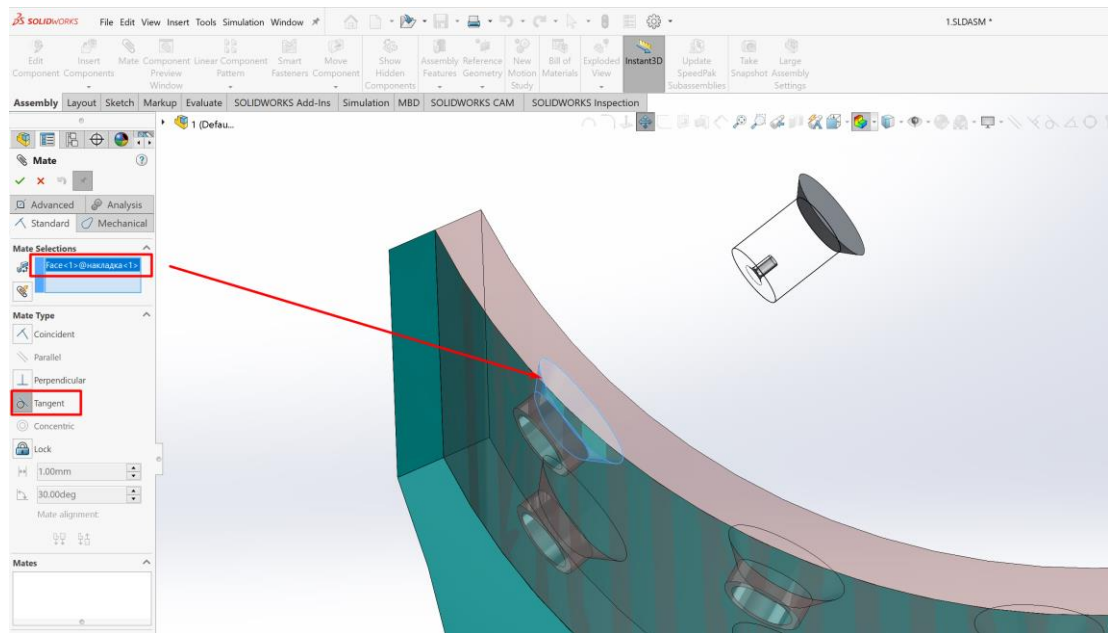 SOLIDWORKS File Edit View Insert Tools Simulation Window 1.SLDASM *
Edit Insert Mate Component Linear Component Smart Move Show Assembly Reference New Bill of Exploded Instant3D Update Take Large
Component Components Preview Pattern Fasteners Component Hidden Features Geometry Motion Materials View SpeedPak Snapshot Assembly
Window Components Study Subassemblies Settings
Assembly Layout Sketch Markup Evaluate SOLIDWORKS Add-Ins Simulation MBD SOLIDWORKS CAM SOLIDWORKS Inspection
1 (Defau...
Mate
Advanced Analysis
Standard Mechanical
Mate Selections
Face<1>@накладка<1>
Mate Type
Coincident
Parallel
Perpendicular
Tangent
Concentric
Lock
1.00mm
30.00deg
Mate alignment:
Mates